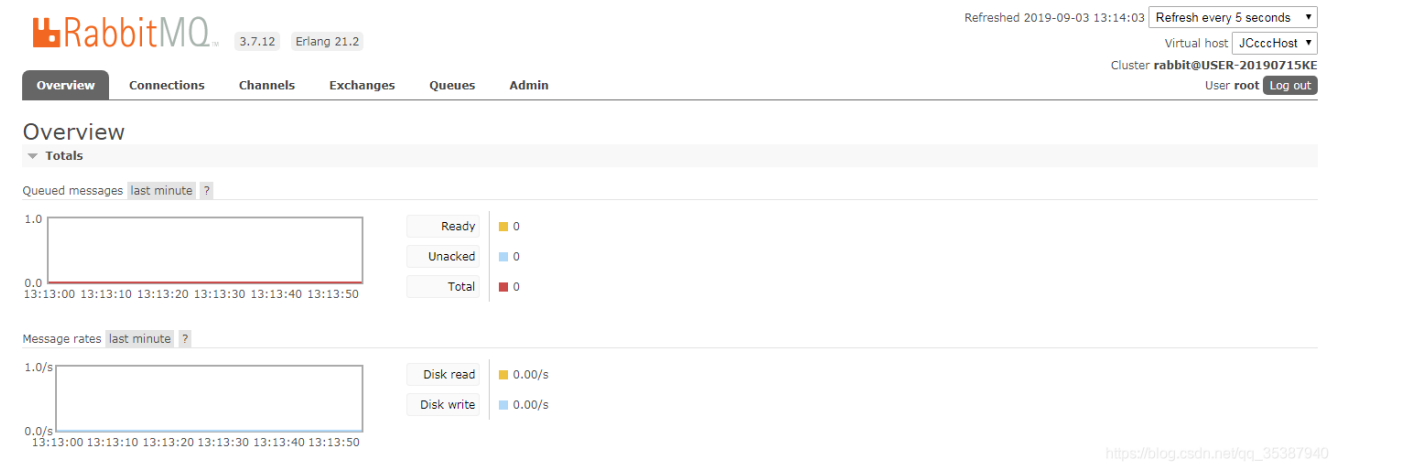 RabbitMQ TM 3.7.12 Erlang 21.2
Refreshed 2019-09-03 13:14:03 Refresh every 5 seconds
Virtual host JCcccHost
Cluster rabbit@USER-20190715KE
User root Log out
Overview Connections Channels Exchanges Queues Admin
Overview
Totals
Queued messages last minute ?
1.0
0.0
13:13:00 13:13:10 13:13:20 13:13:30 13:13:40 13:13:50
Ready 0
Unacked 0
Total 0
Message rates last minute ?
1.0/s
0.0/s
13:13:00 13:13:10 13:13:20 13:13:30 13:13:40 13:13:50
Disk read 0.00/s
Disk write 0.00/s
https://blog.csdn.net/qq_35387940